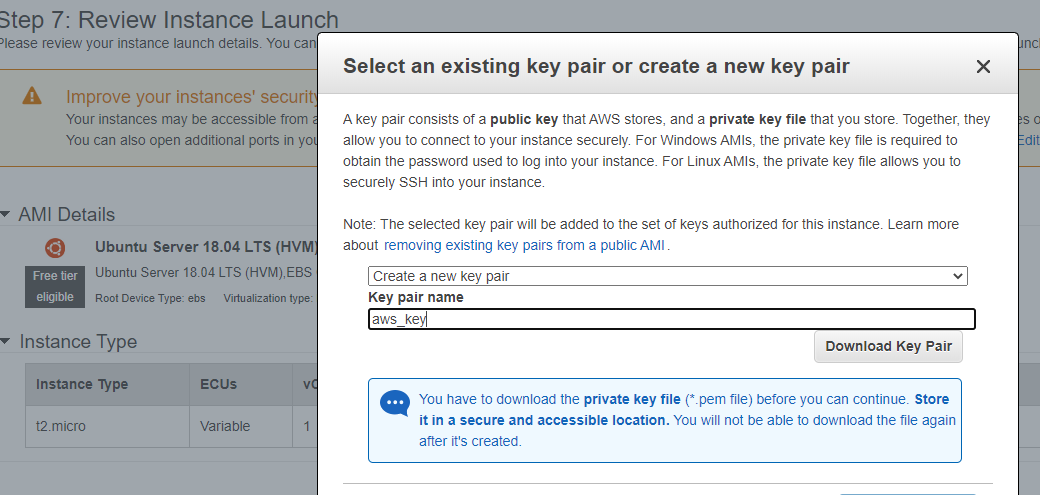 Step 7: Review Instance Launch
Please review your instance launch details. You can
Improve your instances' security
Your instances may be accessible from a
You can also open additional ports in you
Edit
AMI Details
Ubuntu Server 18.04 LTS (HVM)
Free tier
eligible
Ubuntu Server 18.04 LTS (HVM),EBS
Root Device Type: ebs Virtualization type:
Instance Type
Instance Type ECUs vC
t2.micro Variable 1
Select an existing key pair or create a new key pair
A key pair consists of a public key that AWS stores, and a private key file that you store. Together, they
allow you to connect to your instance securely. For Windows AMIs, the private key file is required to
obtain the password used to log into your instance. For Linux AMIs, the private key file allows you to
securely SSH into your instance.
Note: The selected key pair will be added to the set of keys authorized for this instance. Learn more
about removing existing key pairs from a public AMI .
Create a new key pair
Key pair name
aws_key
Download Key Pair
You have to download the private key file (*.pem file) before you can continue. Store
it in a secure and accessible location. You will not be able to download the file again
after it's created.